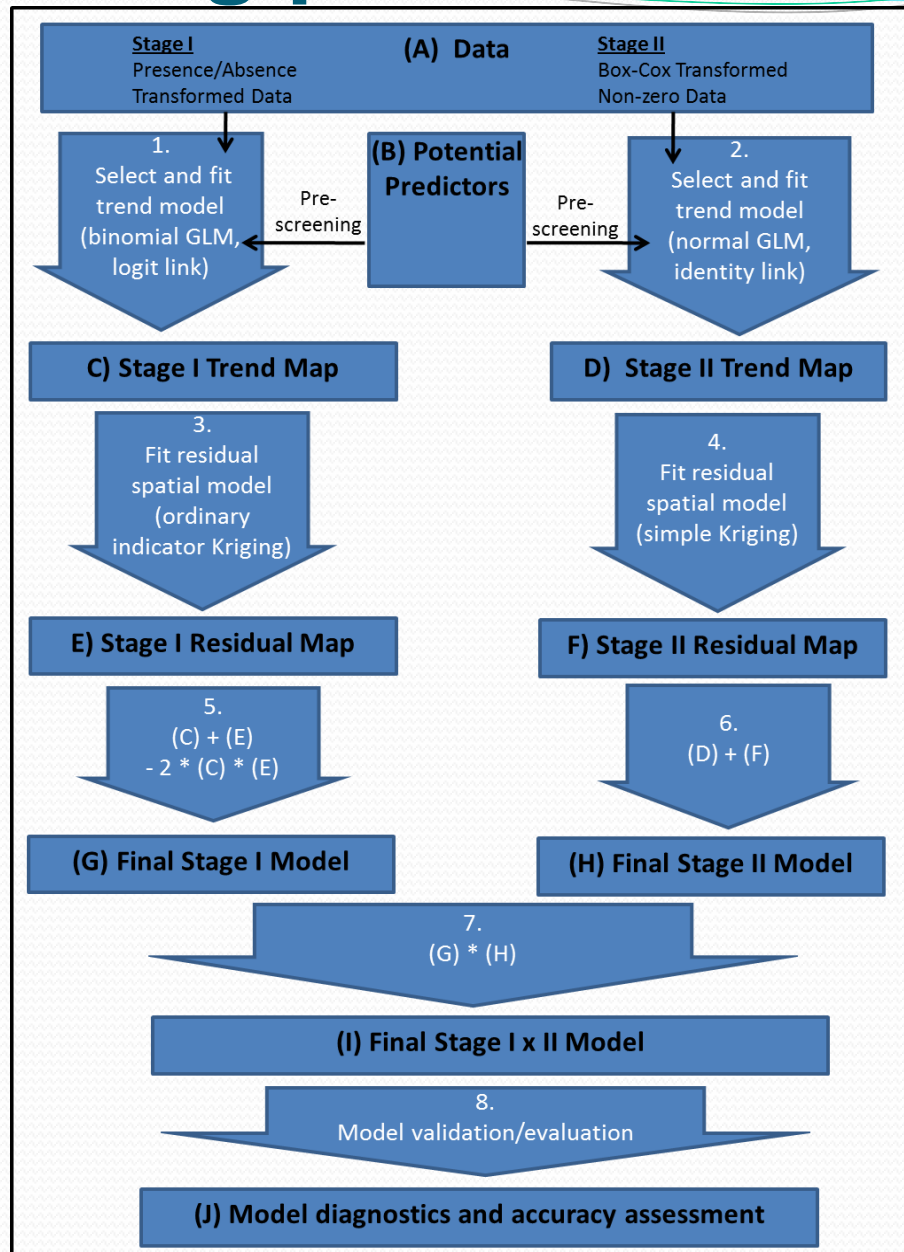 (A) Data
Stage I
Presence/Absence
Transformed Data
Stage II
Box-Cox Transformed
Non-zero Data
1.
Select and fit
trend model
(binomial GLM,
logit link)
Pre-
screening
(B) Potential
Predictors
Pre-
screening
2.
Select and fit
trend model
(normal GLM,
identity link)
C) Stage I Trend Map
D) Stage II Trend Map
3.
Fit residual
spatial model
(ordinary
indicator Kriging)
4.
Fit residual
spatial model
(simple Kriging)
E) Stage I Residual Map
F) Stage II Residual Map
5.
(C) + (E)
- 2 * (C) * (E)
6.
(D) + (F)
(G) Final Stage I Model
(H) Final Stage II Model
7.
(G) * (H)
(I) Final Stage I x II Model
8.
Model validation/evaluation
(J) Model diagnostics and accuracy assessment